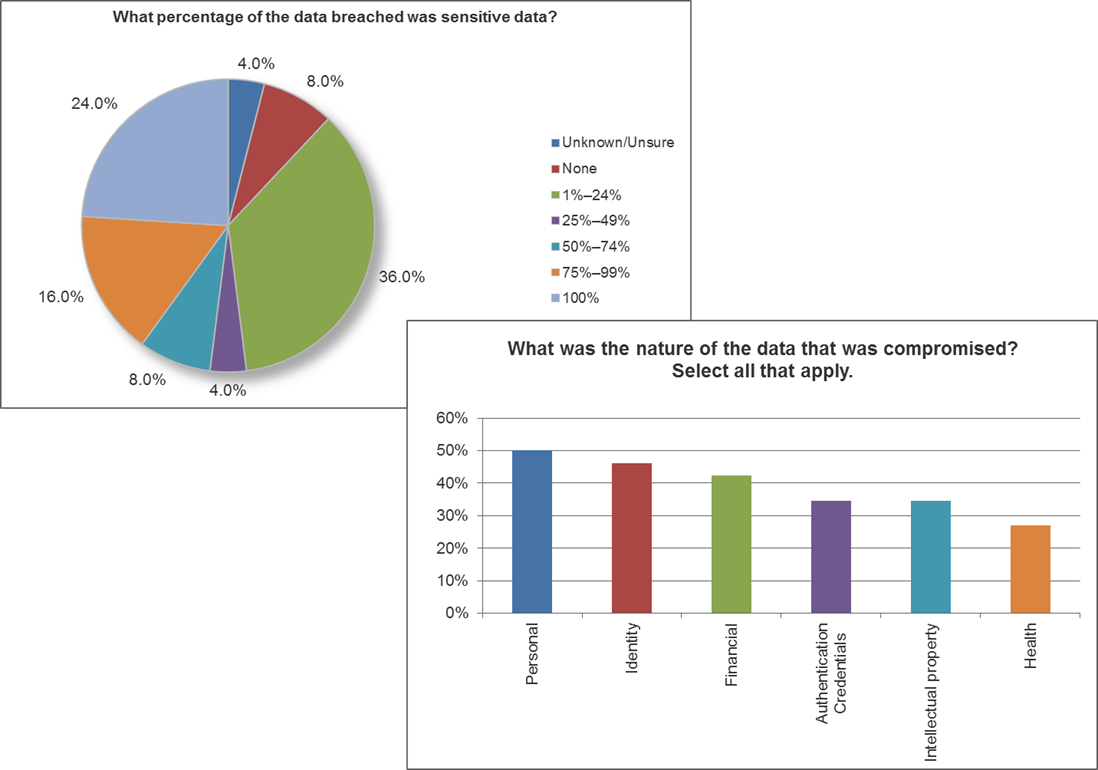 What percentage of the data breached was sensitive data?
4.0%
8.0%
24.0%
36.0%
16.0%
8.0%
4.0%
Unknown/Unsure
None
1%–24%
25%–49%
50%–74%
75%–99%
100%
What was the nature of the data that was compromised?
Select all that apply.
60%
50%
40%
30%
20%
10%
0%
Personal
Identity
Financial
Authentication
Credentials
Intellectual property
Health